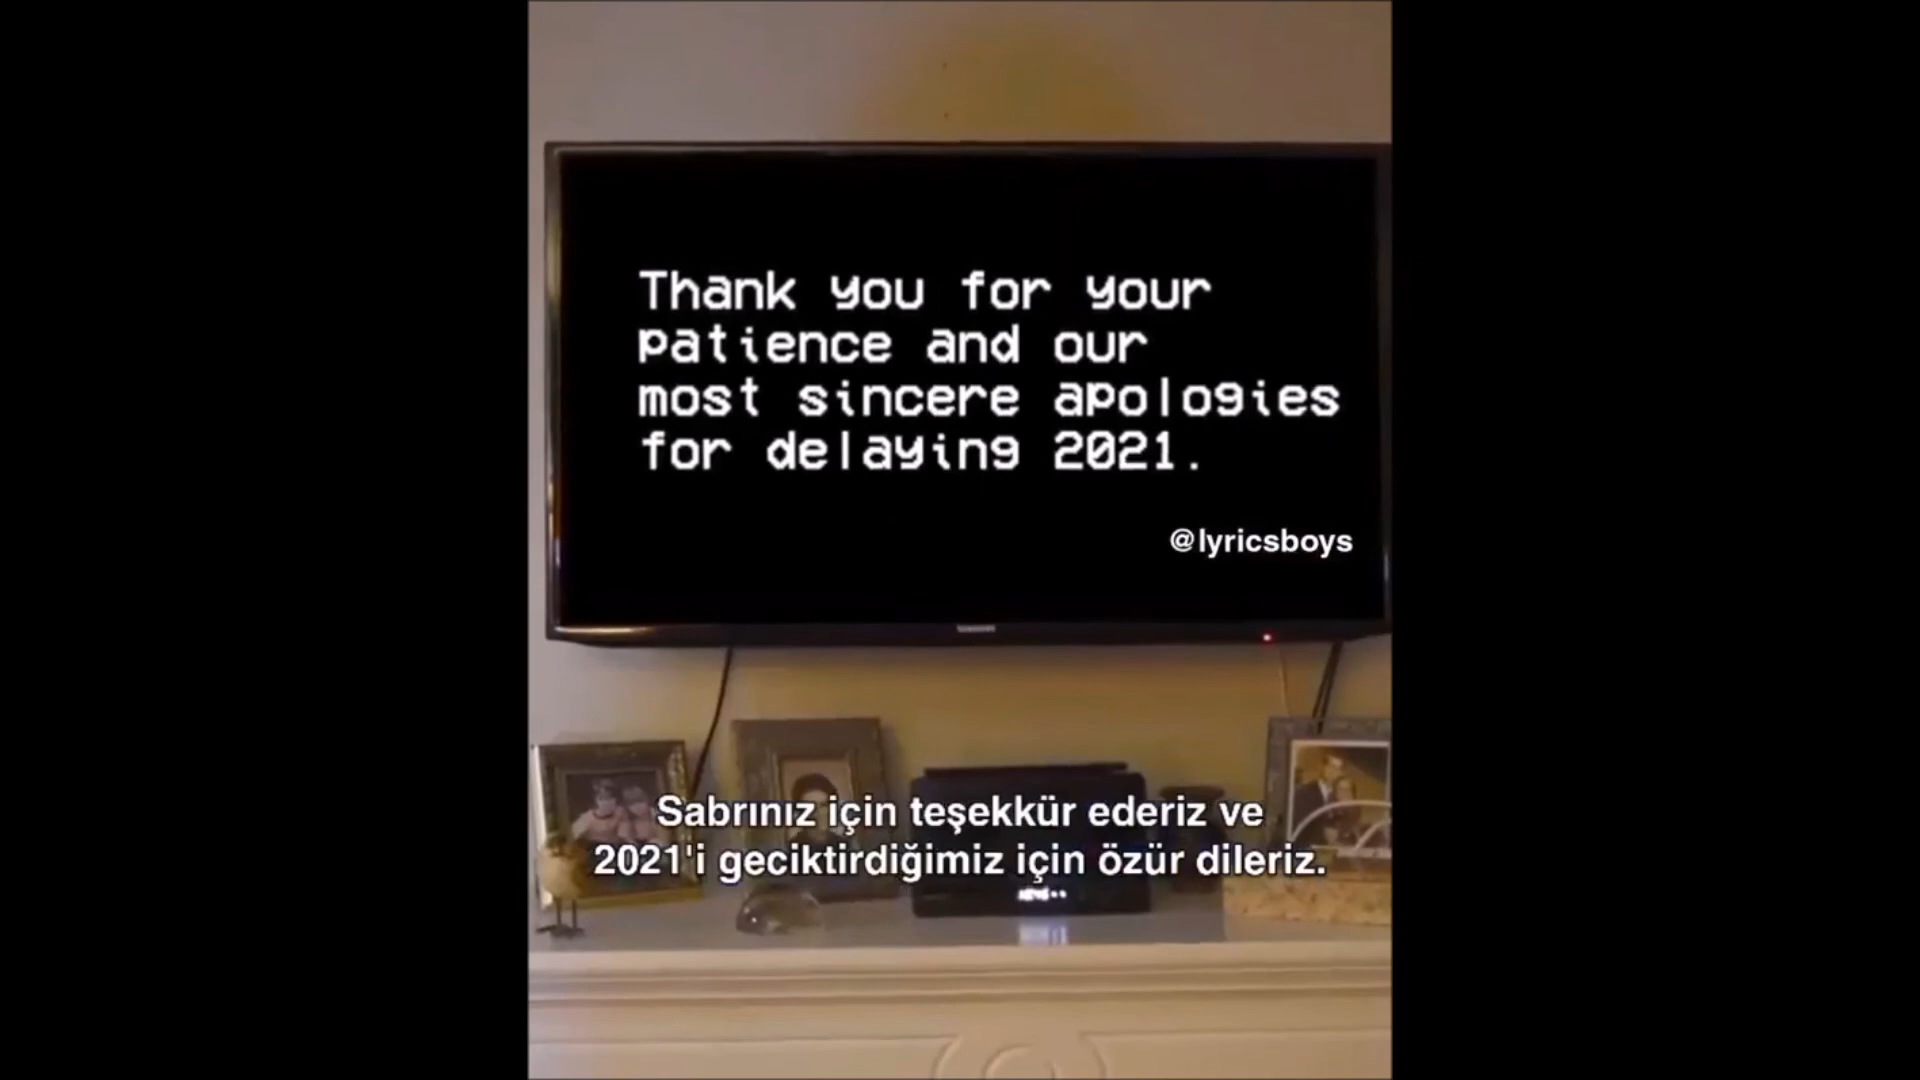 Thank you for your
patience and our
most sincere apologies
for delaying 2021.
@lyricsboys
Sabrınız için teşekkür ederiz ve
2021'i geciktirdiğimiz için özür dileriz.